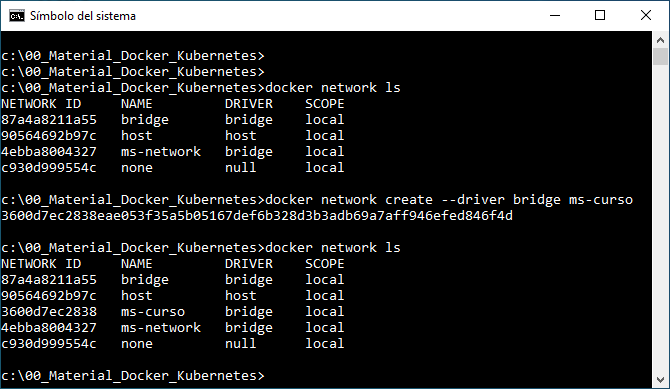 Símbolo del sistema
c:\00_Material_Docker_Kubernetes>
c:\00_Material_Docker_Kubernetes>
c:\00_Material_Docker_Kubernetes>docker network ls
NETWORK ID     NAME         DRIVER    SCOPE
87a4a8211a55   bridge       bridge    local
90564692b97c   host         host      local
4ebba8004327   ms-network   bridge    local
c930d999554c   none         null      local
c:\00_Material_Docker_Kubernetes>docker network create --driver bridge ms-curso
3600d7ec2838eae053f35a5b05167def6b328d3b3adb69a7aff946efed846f4d
c:\00_Material_Docker_Kubernetes>docker network ls
NETWORK ID     NAME         DRIVER    SCOPE
87a4a8211a55   bridge       bridge    local
90564692b97c   host         host      local
3600d7ec2838   ms-curso     bridge    local
4ebba8004327   ms-network   bridge    local
c930d999554c   none         null      local
c:\00_Material_Docker_Kubernetes>